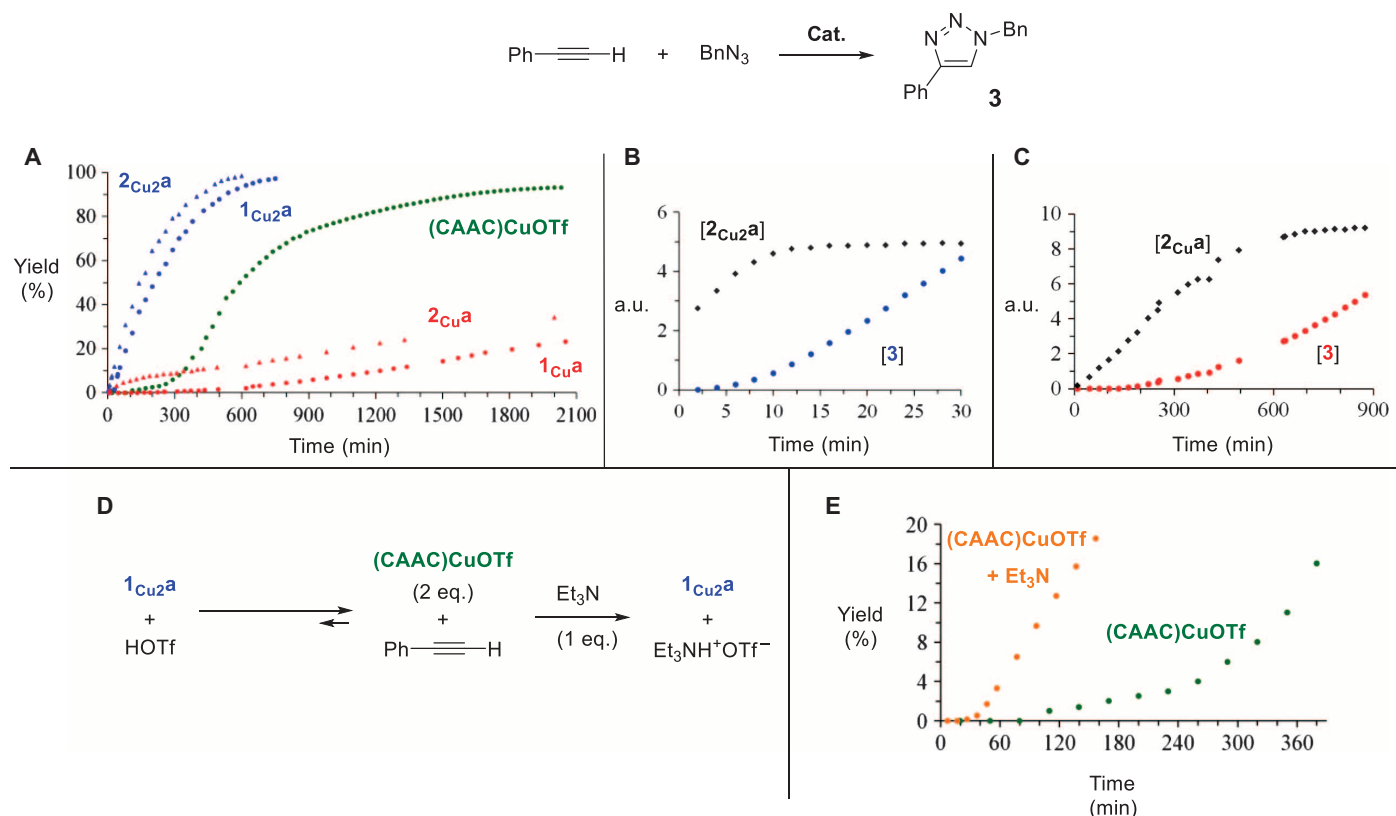 Ph H + BnN3 Cat. N N N Bn Ph 3
A
100
80
60
40
20
0
Yield
(%)
2Cu2a
1Cu2a
(CAAC)CuOTf
2Cua
1Cua
0 300 600 900 1200 1500 1800 2100
Time (min)
B
6
4
2
0
a.u.
[2Cu2a]
[3]
0 5 10 15 20 25 30
Time (min)
C
10
8
6
4
2
0
a.u.
[2Cua]
[3]
0 300 600 900
Time (min)
D
1Cu2a
+
HOTf
(CAAC)CuOTf
(2 eq.)
+
Ph H
Et3N
(1 eq.)
1Cu2a
+
Et3NH+OTf−
E
20
16
12
8
4
0
Yield
(%)
(CAAC)CuOTf
+ Et3N
(CAAC)CuOTf
0 60 120 180 240 300 360
Time
(min)